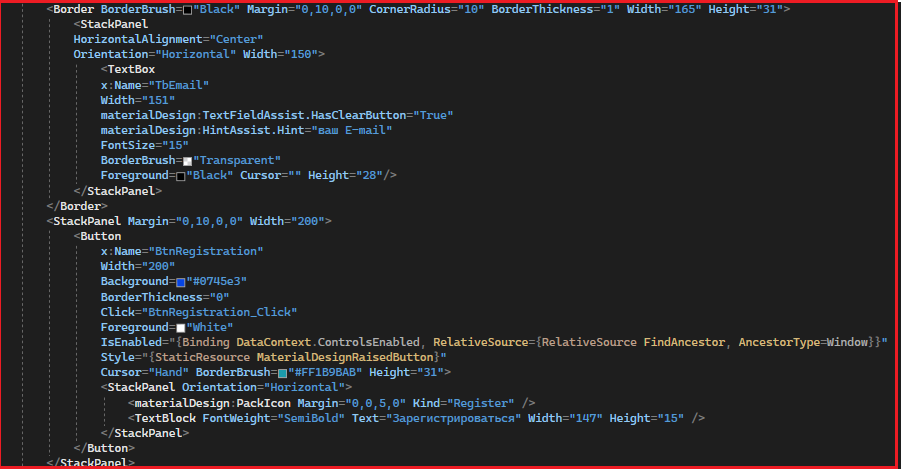 <Border BorderBrush="Black" Margin="0,10,0,0" CornerRadius="10" BorderThickness="1" Width="165" Height="31">
<StackPanel
HorizontalAlignment="Center"
Orientation="Horizontal" Width="150">
<TextBox
x:Name="TbEmail"
Width="151"
materialDesign:TextFieldAssist.HasClearButton="True"
materialDesign:HintAssist.Hint="ваш E-mail"
FontSize="15"
BorderBrush="Transparent"
Foreground="Black" Cursor="" Height="28"/>
</StackPanel>
</Border>
<StackPanel Margin="0,10,0,0" Width="200">
<Button
x:Name="BtnRegistration"
Width="200"
Background="#0745e3"
BorderThickness="0"
Click="BtnRegistration_Click"
Foreground="White"
IsEnabled="{Binding DataContext.ControlsEnabled, RelativeSource={RelativeSource FindAncestor, AncestorType=Window}}"
Style="{StaticResource MaterialDesignRaisedButton}"
Cursor="Hand" BorderBrush="#FF1B9BAB" Height="31">
<StackPanel Orientation="Horizontal">
<materialDesign:PackIcon Margin="0,0,5,0" Kind="Register" />
<TextBlock FontWeight="SemiBold" Text="Зарегистрироваться" Width="147" Height="15" />
</StackPanel>
</Button>
</StackPanel>